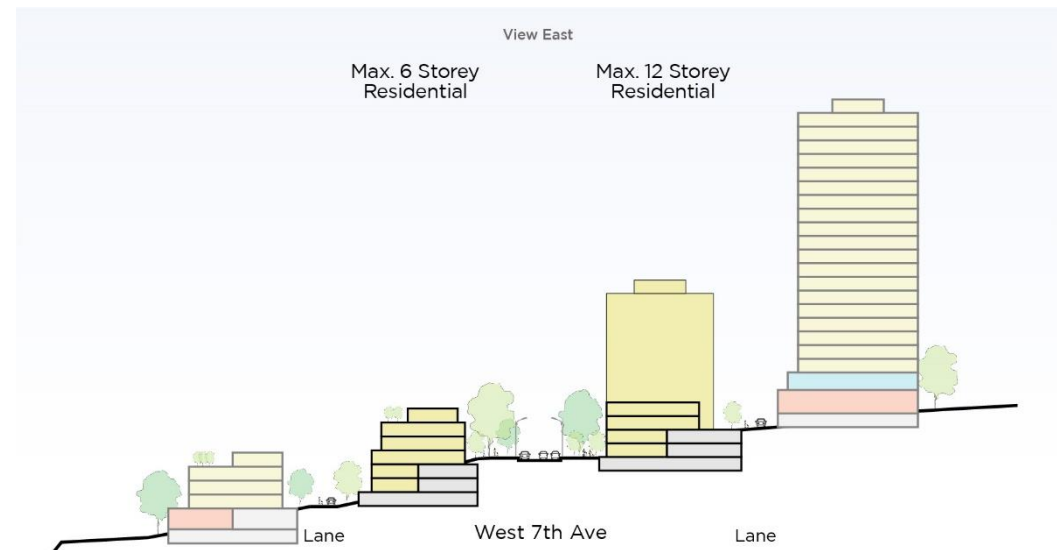 View East
Max. 6 Storey
Residential
Max. 12 Storey
Residential
Lane
West 7th Ave
Lane